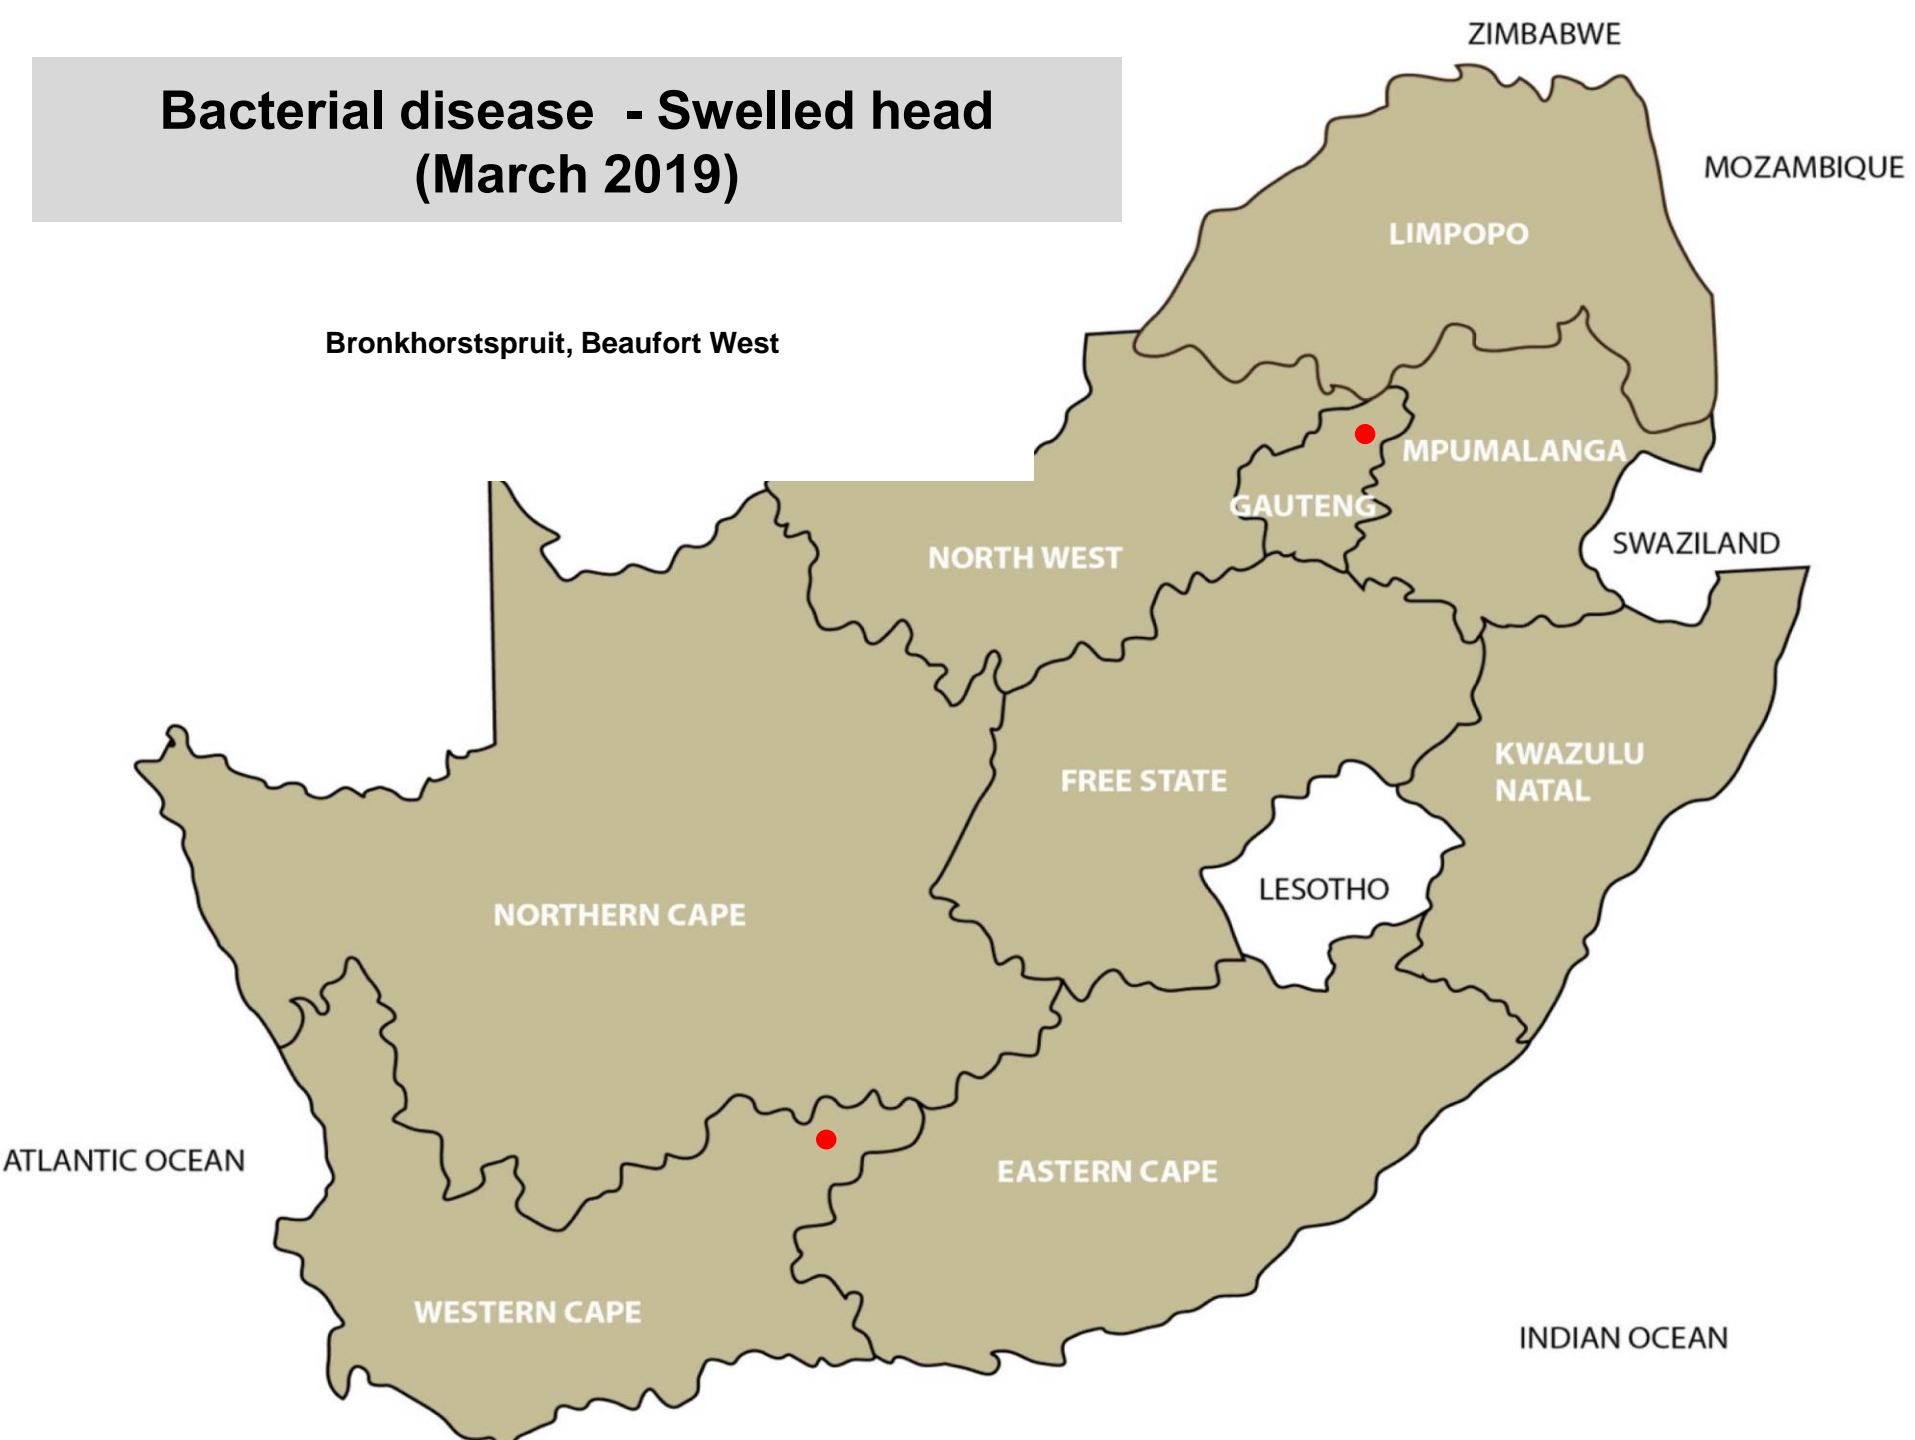 ZIMBABWE
Bacterial disease - Swelled head
(March 2019)
MOZAMBIQUE
LIMPOPO
Bronkhorstspruit, Beaufort West
MPUMALANGA
GAUTENG
SWAZILAND
NORTH WEST
KWAZULU
NATAL
FREE STATE
LESOTHO
NORTHERN CAPE
ATLANTIC OCEAN
EASTERN CAPE
WESTERN CAPE
INDIAN OCEAN